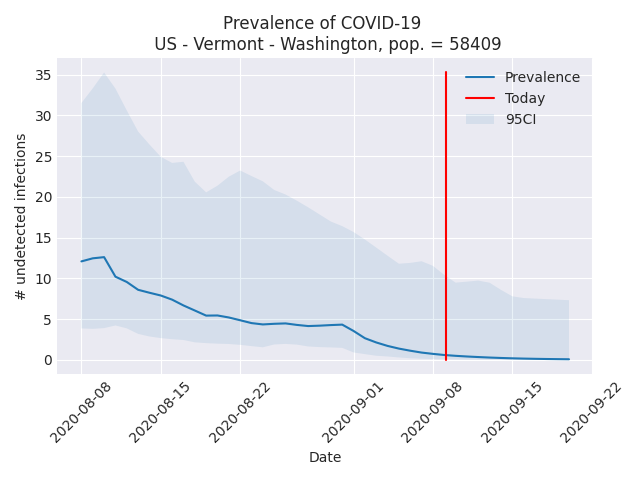 Prevalence of COVID-19
US - Vermont - Washington, pop. = 58409
Prevalence
Today
95CI
# undetected infections
35
30
25
20
15
10
5
0
2020-08-08
2020-08-15
2020-08-22
2020-09-01
2020-09-08
2020-09-15
2020-09-22
Date